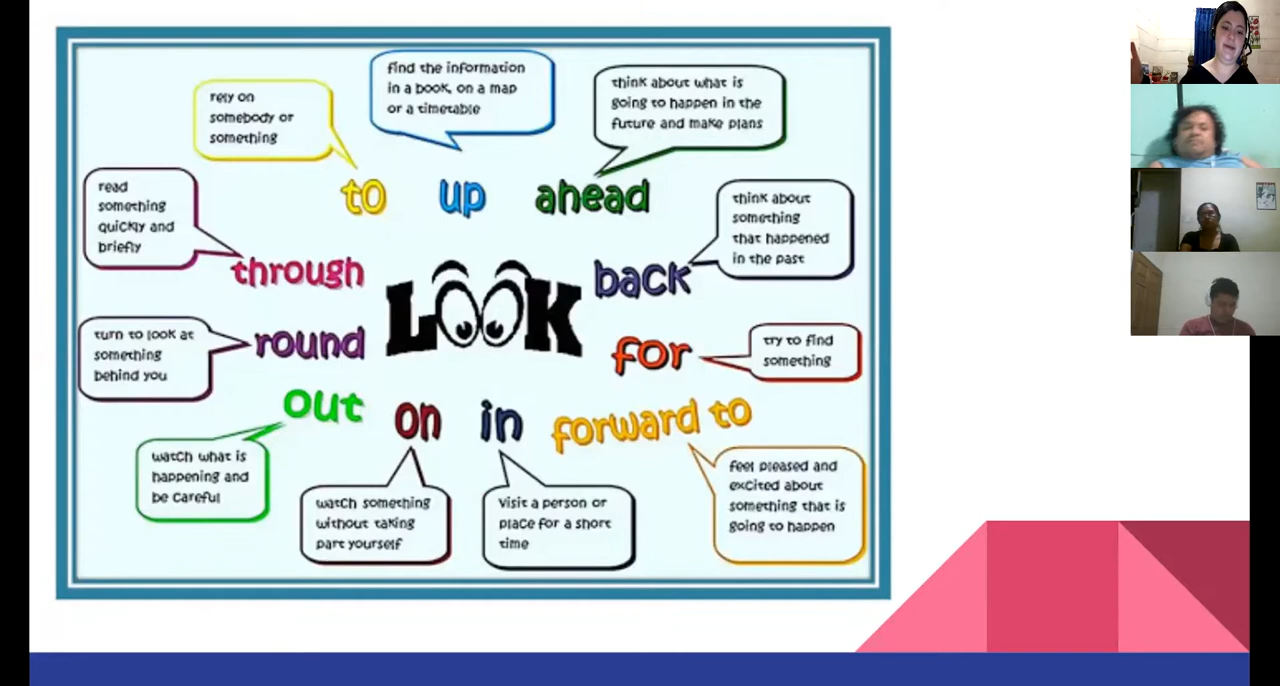 find the information
in a book, on a map
or a timetable
think about what is
going to happen in the
future and make plans
rely on
somebody or
something
to up ahead
read
something
quickly and
briefly
think about
something
that happened
in the past
through
LOOK
back
turn to look at
something
behind you
round
for
try to find
something
out on in forward to
watch what is
happening and
be careful
watch something
without taking
part yourself
Visit a person or
place for a short
time
feel pleased and
excited about
something that is
going to happen